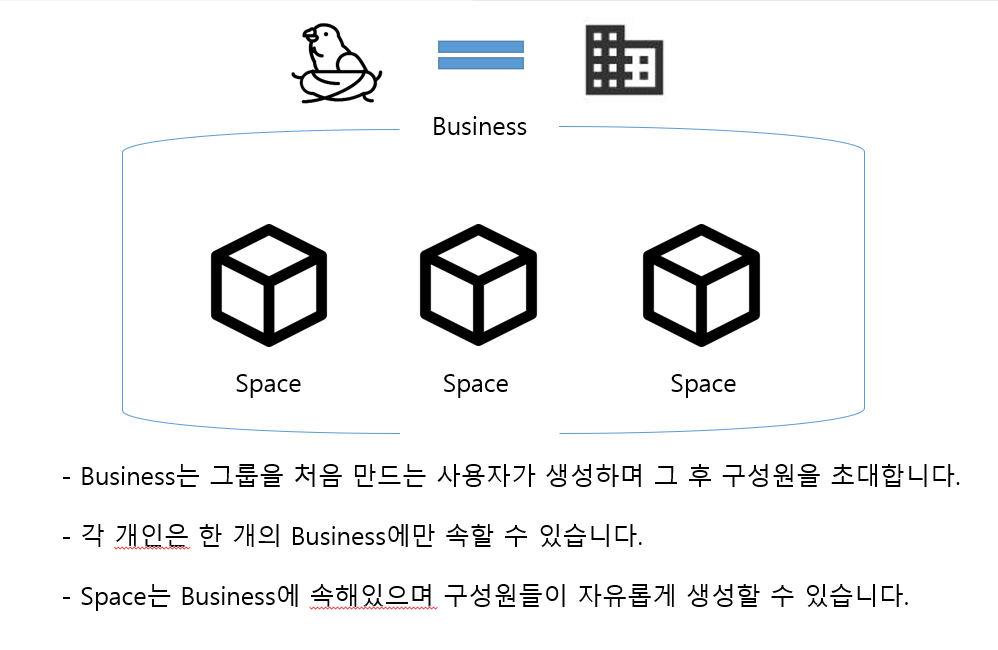 Business
Space
Space
Space
- Business는 그룹을 처음 만드는 사용자가 생성하며 그 후 구성원을 초대합니다.
- 각 개인은 한 개의 Business에만 속할 수 있습니다.
- Space는 Business에 속해있으며 구성원들이 자유롭게 생성할 수 있습니다.